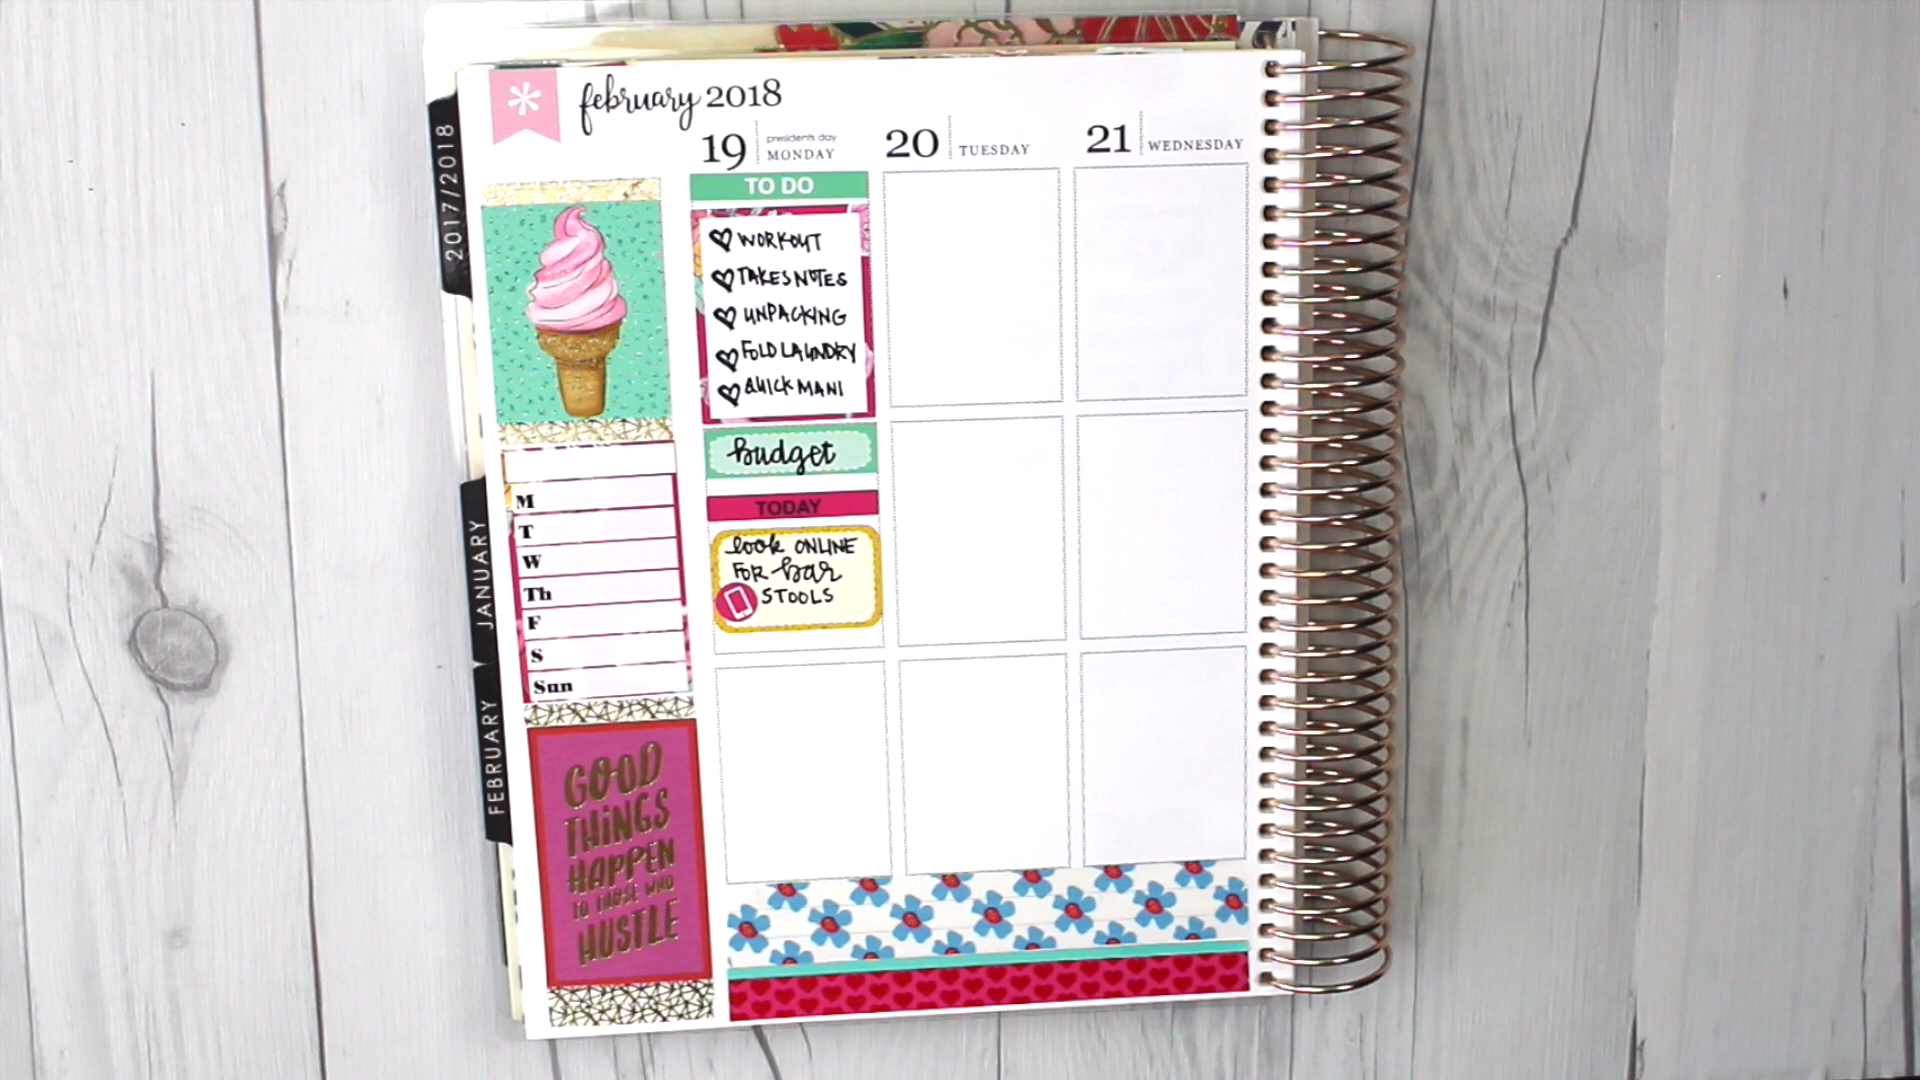 february 2018
19
presidents day
MONDAY
20 TUESDAY
21 WEDNESDAY
2017/2018
JANUARY
FEBRUARY
M
T
W
Th
F
S
Sun
GOOD
THINGS
HAPPEN
TO THOSE WHO
HUSTLE
TO DO
WORKOUT
TAKES NOTES
UNPACKING
FOLD LAUNDRY
QUICK MANI
budget
TODAY
look ONLINE
FOR bar
STOOLS